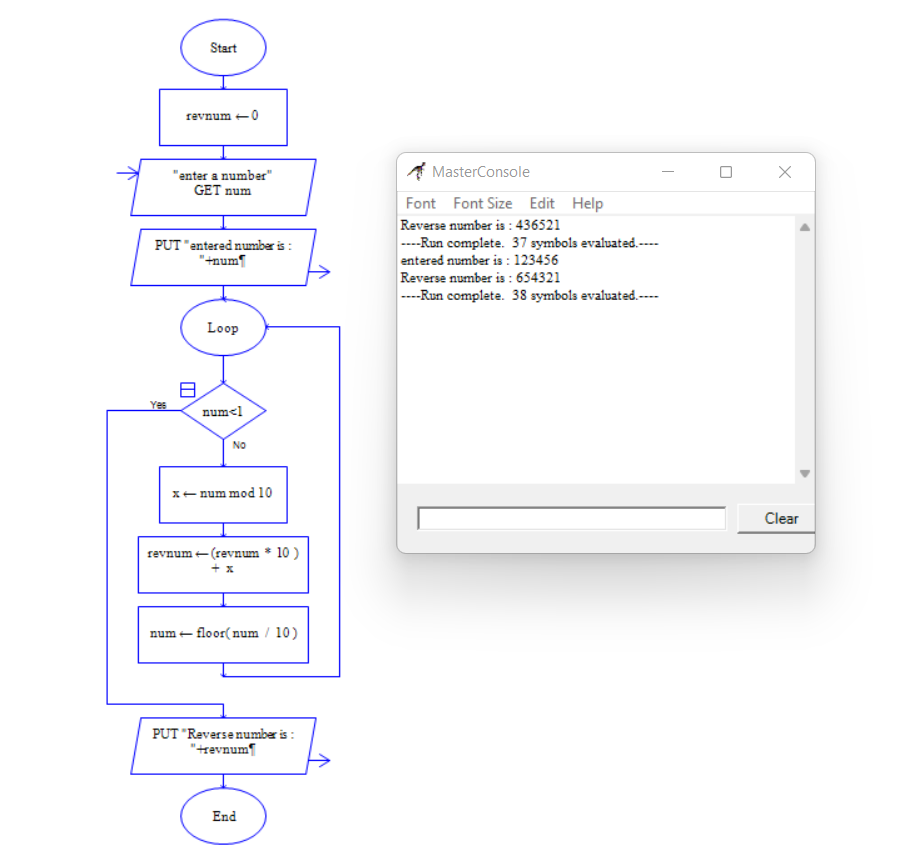 Start
revnum ← 0
"enter a number"
GET num
PUT "entered number is :
"+num¶
Loop
Yes
num<1
No
x ← num mod 10
revnum ← (revnum * 10 )
+ x
num ← floor( num / 10 )
PUT "Reverse number is :
"+revnum¶
End
MasterConsole
Font Font Size Edit Help
Reverse number is : 436521
----Run complete. 37 symbols evaluated.----
entered number is : 123456
Reverse number is : 654321
----Run complete. 38 symbols evaluated.----
Clear